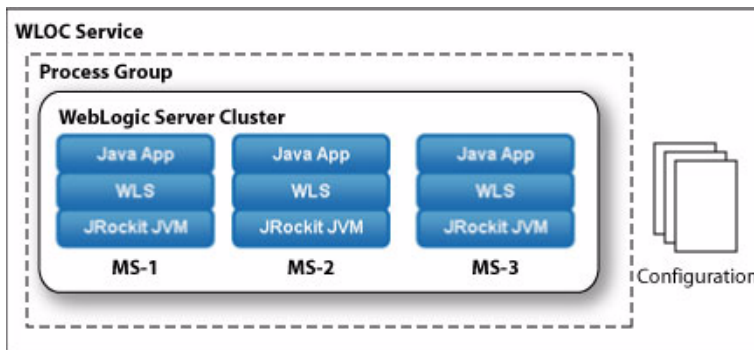 WLOC Service
Process Group
WebLogic Server Cluster
Java App Java App Java App
WLS WLS WLS
JRockit JVM JRockit JVM JRockit JVM
MS-1 MS-2 MS-3
Configuration